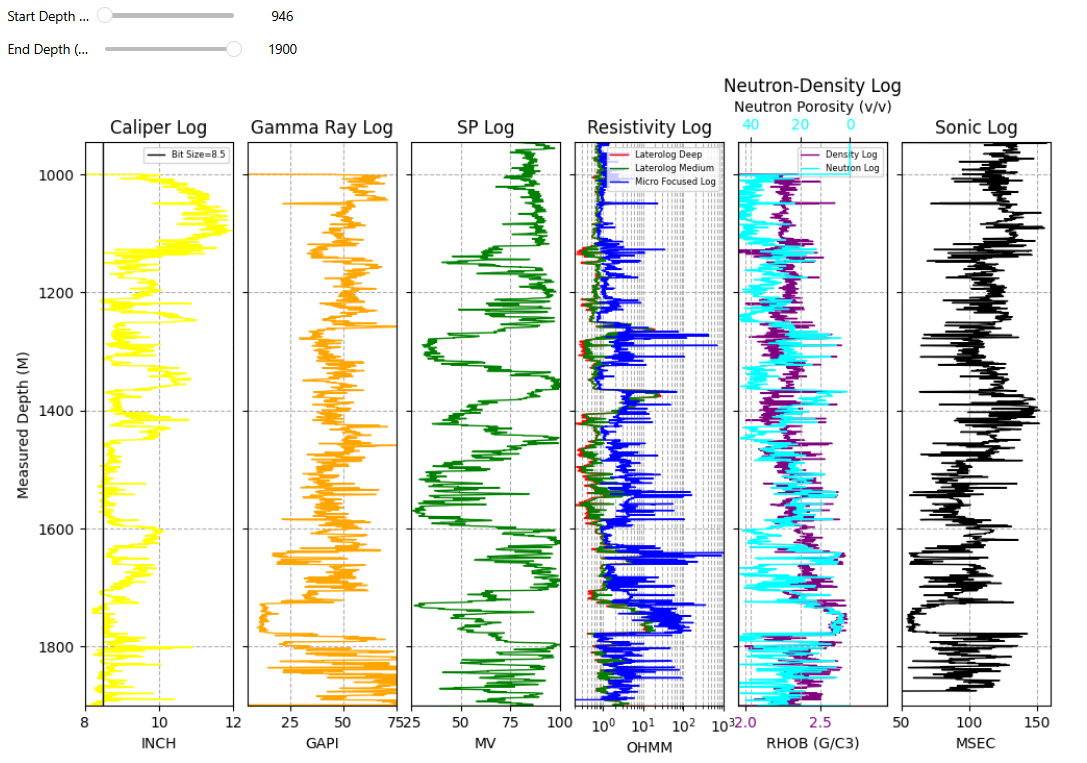 Start Depth ... 946
End Depth (... 1900
Neutron-Density Log
Neutron Porosity (v/v)
40 20 0
Caliper Log Gamma Ray Log SP Log Resistivity Log Sonic Log
Bit Size=8.5
Laterolog Deep
Laterolog Medium
Micro Focused Log
Density Log
Neutron Log
Measured Depth (M)
1000
1200
1400
1600
1800
8 10 12
INCH
25 50 75
GAPI
25 50 75 100
MV
10⁰ 10¹ 10² 10³
OHMM
2.0 2.5
RHOB (G/C3)
50 100 150
MSEC